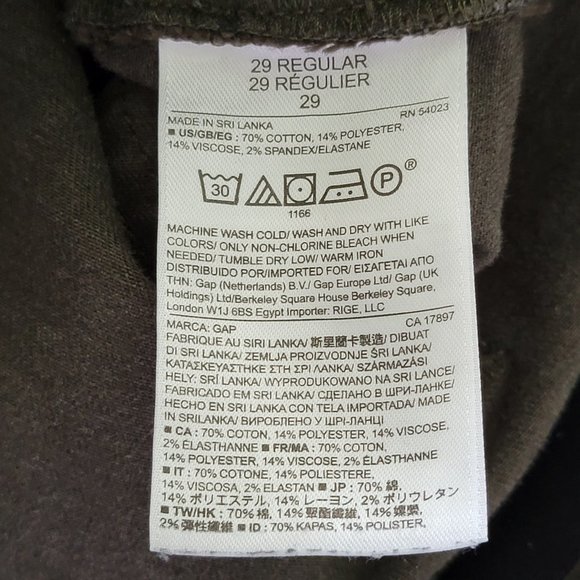 29 REGULAR
29 RÉGULIER
29
RN 54023
MADE IN SRI LANKA
■ US/GB/EG : 70% COTTON, 14% POLYESTER,
14% VISCOSE, 2% SPANDEX/ELASTANE
30 P ®
1166
MACHINE WASH COLD/ WASH AND DRY WITH LIKE
COLORS/ ONLY NON-CHLORINE BLEACH WHEN
NEEDED/ TUMBLE DRY LOW/ WARM IRON
DISTRIBUIDO POR/IMPORTED FOR/ ΕΙΣΑΓΕΤΑΙ ΑΠΟ
ΤΗΝ: Gap (Netherlands) B.V./ Gap Europe Ltd/Gap (UK
Holdings) Ltd/Berkeley Square House Berkeley Square,
London W1J 6BS Egypt Importer: RIGE, LLC
MARCA: GAP
CA 17897
FABRIQUE AU SRI LANKA/ 斯里蘭卡製造/ DIBUAT
DI SRI LANKA/ ZEMLJA PROIZVODNJE ŠRI LANKA/
ΚΑΤΑΣΚΕΥΑΣΤΗΚΕ ΣΤΗ ΣΡΙ ΛΑΝΚΑ/ SZÁRMAZÁSI
HELY: SRÍ LANKA/ WYPRODUKOWANO NA SRI LANCE/
FABRICADO EM SRI LANKA/ СДЕЛАНО В ШРИ-ЛАНКЕ/
HECHO EN SRI LANKA CON TELA IMPORTADA/ MADE
IN SRILANKA/ ВИРОБЛЕНО У ШРІ-ЛАНЦІ
■ CA : 70% COTON, 14% POLYESTER, 14% VISCOSE,
2% ÉLASTHANNE ■ FR/MA : 70% COTON,
14% POLYESTER, 14% VISCOSE, 2% ÉLASTHANNE
■ IT : 70% COTONE, 14% POLIESTERE,
14% VISCOSA, 2% ELASTAN ■ JP : 70% 綿,
14% ポリエステル, 14% レーヨン, 2% ポリウレタン
■ TW/HK : 70% 棉, 14% 聚酯纖維, 14% 嫘縈,
2% 彈性纖維 ■ ID : 70% KAPAS, 14% POLISTER,